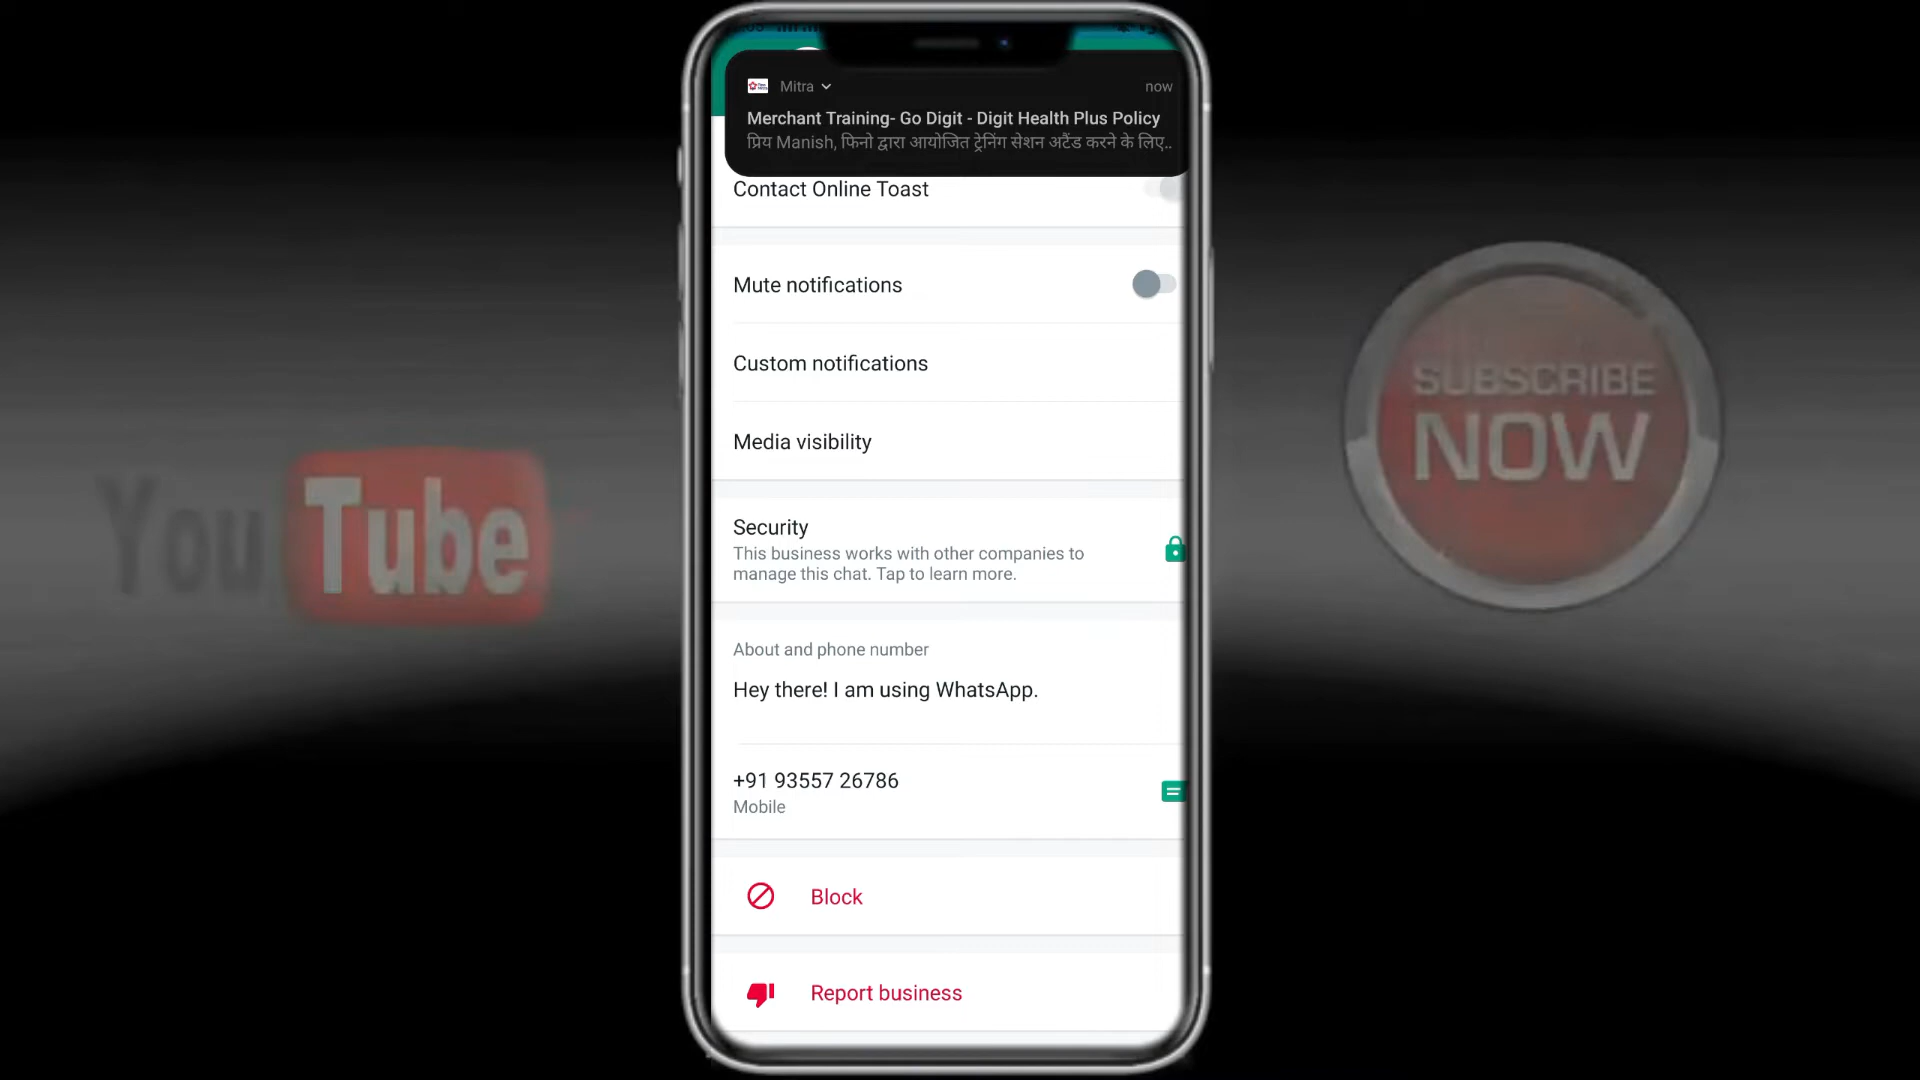 Mitra
now
Merchant Training- Go Digit - Digit Health Plus Policy
प्रिय Manish, फिनो द्वारा आयोजित ट्रेनिंग सेशन अटैंड करने के लिए..
Contact Online Toast
Mute notifications
Custom notifications
Media visibility
Security
This business works with other companies to
manage this chat. Tap to learn more.
About and phone number
Hey there! I am using WhatsApp.
+91 93557 26786
Mobile
Block
Report business
YouTube
SUBSCRIBE
NOW